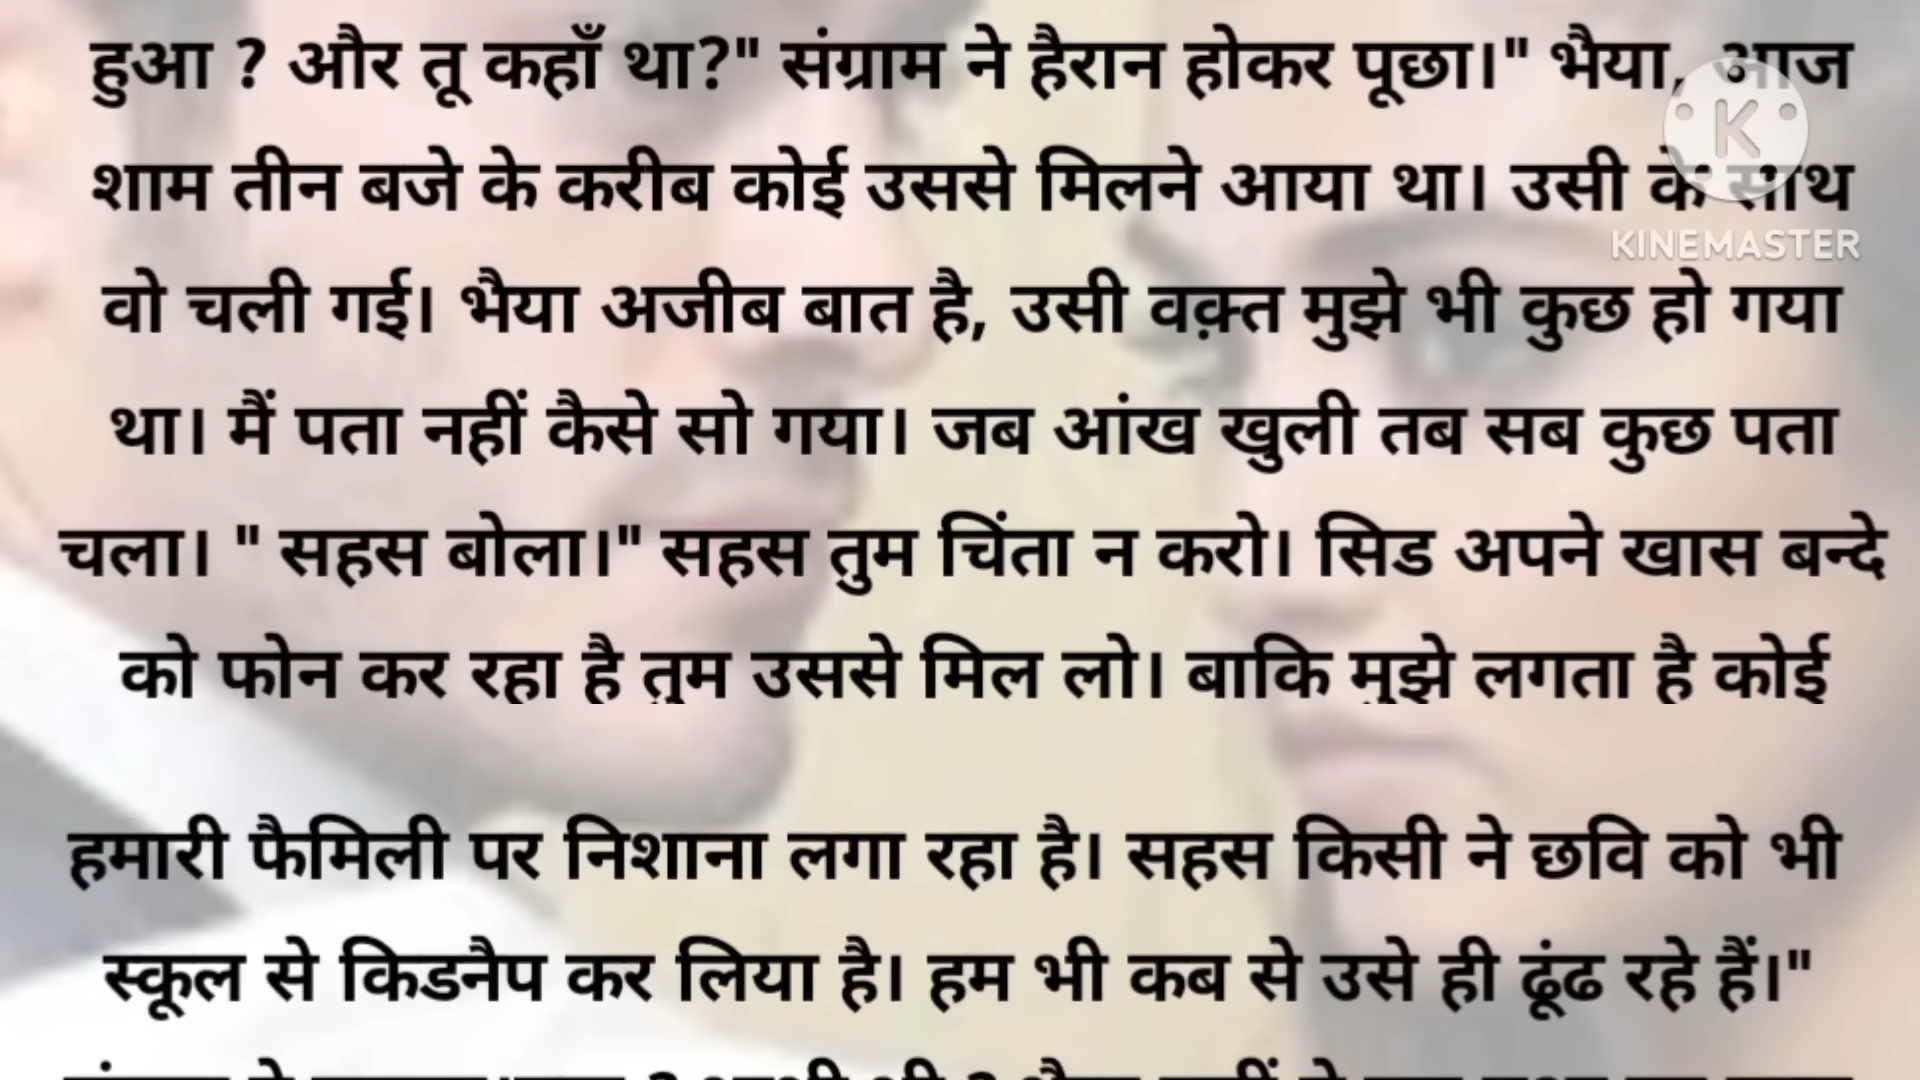 हुआ ? और तू कहाँ था?" संग्राम ने हैरान होकर पूछा।" भैया, आज
शाम तीन बजे के करीब कोई उससे मिलने आया था। उसी के साथ
वो चली गई। भैया अजीब बात है, उसी वक़्त मुझे भी कुछ हो गया
था। मैं पता नहीं कैसे सो गया। जब आंख खुली तब सब कुछ पता
चला। " सहस बोला।" सहस तुम चिंता न करो। सिड अपने खास बन्दे
को फोन कर रहा है तुम उससे मिल लो। बाकि मुझे लगता है कोई
हमारी फैमिली पर निशाना लगा रहा है। सहस किसी ने छवि को भी
स्कूल से किडनैप कर लिया है। हम भी कब से उसे ही ढूंढ रहे हैं।"
K
KINEMASTER